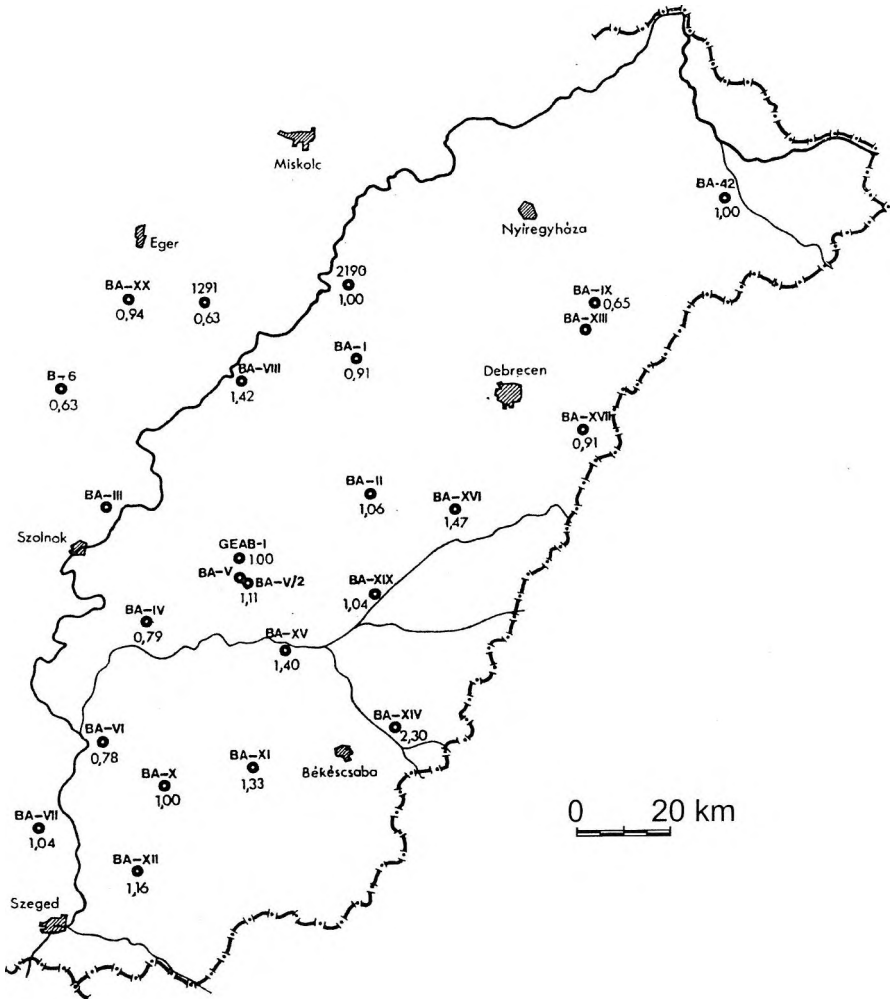 Miskolc
BA-42
1,00
Nyíregyháza
Eger
BA-XX
0,94
1291
0,63
2190
1,00
BA-IX
0,65
BA-XIII
BA-I
0,91
BA-VIII
1,42
B-6
0,63
Debrecen
BA-XVII
0,91
BA-III
BA-II
1,06
BA-XVI
1,47
Szolnok
GEAB-I
1,00
BA-V
BA-V/2
1,11
BA-XIX
1,04
BA-IV
0,79
BA-XV
1,40
BA-XIV
2,30
BA-VI
0,78
BA-XI
1,33
Békéscsaba
BA-X
1,00
BA-VII
1,04
0 20 km
BA-XII
1,16
Szeged